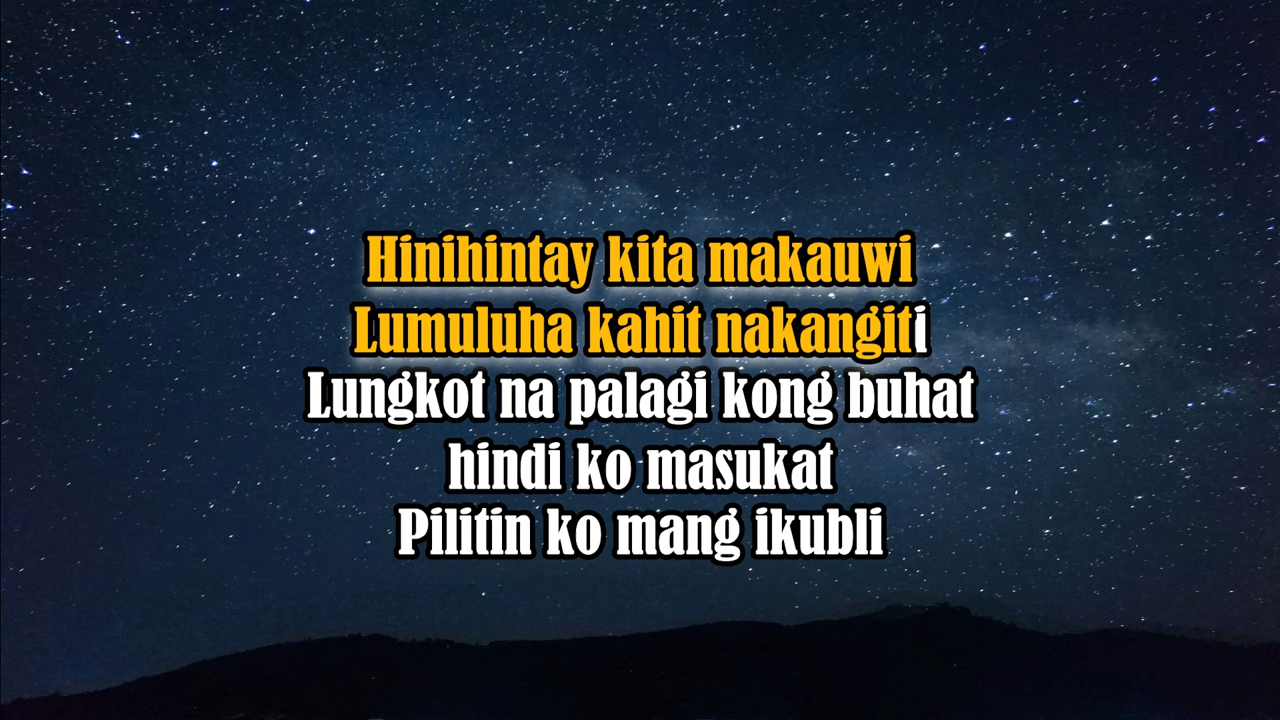 Hinihintay kita makauwi
Lumuluha kahit nakangiti
Lungkot na palagi kong buhat
hindi ko masukat
Pilitin ko mang ikubli